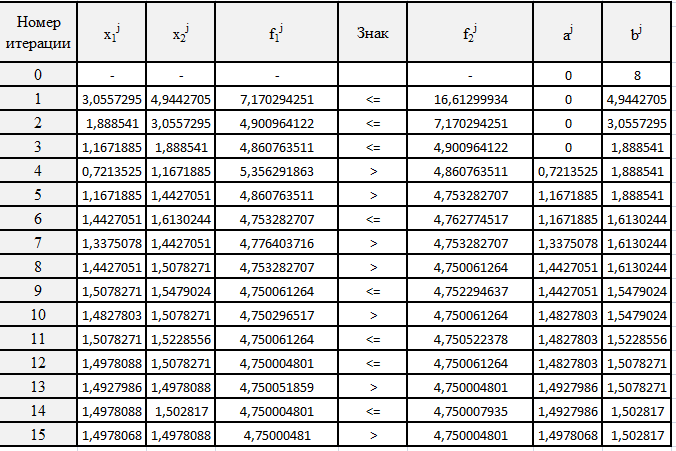 Номер итерации x₁ʲ x₂ʲ f₁ʲ Знак f₂ʲ aʲ bʲ
0 - - - - 0 8
1 3,0557295 4,9442705 7,170294251 <= 16,61299934 0 4,9442705
2 1,888541 3,0557295 4,900964122 <= 7,170294251 0 3,0557295
3 1,1671885 1,888541 4,860763511 <= 4,900964122 0 1,888541
4 0,7213525 1,1671885 5,356291863 > 4,860763511 0,7213525 1,888541
5 1,1671885 1,4427051 4,860763511 > 4,753282707 1,1671885 1,888541
6 1,4427051 1,6130244 4,753282707 <= 4,762774517 1,1671885 1,6130244
7 1,3375078 1,4427051 4,776403716 > 4,753282707 1,3375078 1,6130244
8 1,4427051 1,5078271 4,753282707 > 4,750061264 1,4427051 1,6130244
9 1,5078271 1,5479024 4,750061264 <= 4,752294637 1,4427051 1,5479024
10 1,4827803 1,5078271 4,750296517 > 4,750061264 1,4827803 1,5479024
11 1,5078271 1,5228556 4,750061264 <= 4,750522378 1,4827803 1,5228556
12 1,4978088 1,5078271 4,750004801 <= 4,750061264 1,4827803 1,5078271
13 1,4927986 1,4978088 4,750051859 > 4,750004801 1,4927986 1,5078271
14 1,4978088 1,502817 4,750004801 <= 4,750007935 1,4927986 1,502817
15 1,4978068 1,4978088 4,75000481 > 4,750004801 1,4978068 1,502817